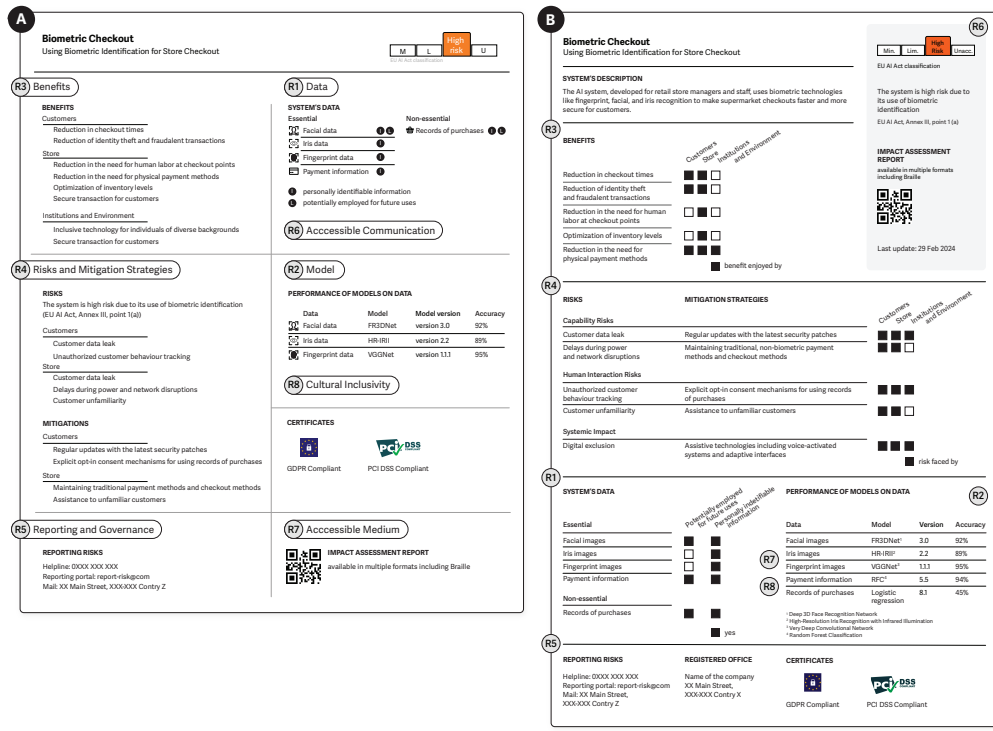 A
Biometric Checkout
Using Biometric Identification for Store Checkout
M L High risk U
EU AI Act classification
R3 Benefits
BENEFITS
Customers
Reduction in checkout times
Reduction of identity theft and fraudalent transactions
Store
Reduction in the need for human labor at checkout points
Reduction in the need for physical payment methods
Optimization of inventory levels
Secure transaction for customers
Institutions and Environment
Inclusive technology for individuals of diverse backgrounds
Secure transaction for customers
R1 Data
SYSTEM'S DATA
Essential Non-essential
Facial data Records of purchases
Iris data
Fingerprint data
Payment information
personally identifiable information
potentially employed for future uses
R6 Acccessible Communication
R4 Risks and Mitigation Strategies
RISKS
The system is high risk due to its use of biometric identification
(EU AI Act, Annex III, point 1(a))
Customers
Customer data leak
Unauthorized customer behaviour tracking
Store
Customer data leak
Delays during power and network disruptions
Customer unfamiliarity
MITIGATIONS
Customers
Regular updates with the latest security patches
Explicit opt-in consent mechanisms for using records of purchases
Store
Maintaining traditional payment methods and checkout methods
Assistance to unfamiliar customers
R2 Model
PERFORMANCE OF MODELS ON DATA
Data Model Model version Accuracy
Facial data FR3DNet version 3.0 92%
Iris data HR-IRII version 2.2 89%
Fingerprint data VGGNet version 1.1.1 95%
R8 Cultural Inclusivity
CERTIFICATES
PCI DSS COMPLIANT
GDPR Compliant PCI DSS Compliant
R5 Reporting and Governance
REPORTING RISKS
Helpline: 0XXX XXX XXX
Reporting portal: report-risk@com
Mail: XX Main Street, XXX-XXX Contry Z
R7 Acccessible Medium
IMPACT ASSESSMENT REPORT
available in multiple formats including Braille
B
Biometric Checkout
Using Biometric Identification for Store Checkout
SYSTEM'S DESCRIPTION
The AI system, developed for retail store managers and staff, uses biometric technologies
like fingerprint, facial, and iris recognition to make supermarket checkouts faster and more
secure for customers.
R6
Min. Lim. High Risk Unacc.
EU AI Act classification
The system is high risk due to
its use of biometric
identification
EU AI Act, Annex III, point 1 (a)
IMPACT ASSESSMENT
REPORT
available in multiple formats
including Braille
Last update: 29 Feb 2024
R3
BENEFITS
Customers
Store
Institutions
and Environment
Reduction in checkout times
Reduction of identity theft
and fraudalent transactions
Reduction in the need for human
labor at checkout points
Optimization of inventory levels
Reduction in the need for
physical payment methods
benefit enjoyed by
R4
RISKS MITIGATION STRATEGIES
Customers
Store
Institutions
and Environment
Capability Risks
Customer data leak Regular updates with the latest security patches
Delays during power Maintaining traditional, non-biometric payment
and network disruptions methods and checkout methods
Human Interaction Risks
Unauthorized customer Explicit opt-in consent mechanisms for using records
behaviour tracking of purchases
Customer unfamiliarity Assistance to unfamiliar customers
Systemic Impact
Digital exclusion Assistive technologies including voice-activated
systems and adaptive interfaces
risk faced by
R1
SYSTEM'S DATA
Potentially employed
for future uses
Personally indetifiable
information
Essential
Facial images
Iris images
Fingerprint images
Payment information
Non-essential
Records of purchases
yes
R2
PERFORMANCE OF MODELS ON DATA
Data Model Version Accuracy
Facial images FR3DNet¹ 3.0 92%
R7
Iris images HR-IRII² 2.2 89%
Fingerprint images VGGNet³ 1.1.1 95%
R8
Payment information RFC⁴ 5.5 94%
Records of purchases Logistic 8.1 45%
regression
¹ Deep 3D Face Recognition Network
² High-Resolution Iris Recognition with Infrared Illumination
³ Very Deep Convolutional Network
⁴ Random Forest Classification
R5
REPORTING RISKS
Helpline: 0XXX XXX XXX
Reporting portal: report-risk@com
Mail: XX Main Street,
XXX-XXX Contry Z
REGISTERED OFFICE
Name of the company
XX Main Street,
XXX-XXX Contry X
CERTIFICATES
PCI DSS COMPLIANT
GDPR Compliant PCI DSS Compliant